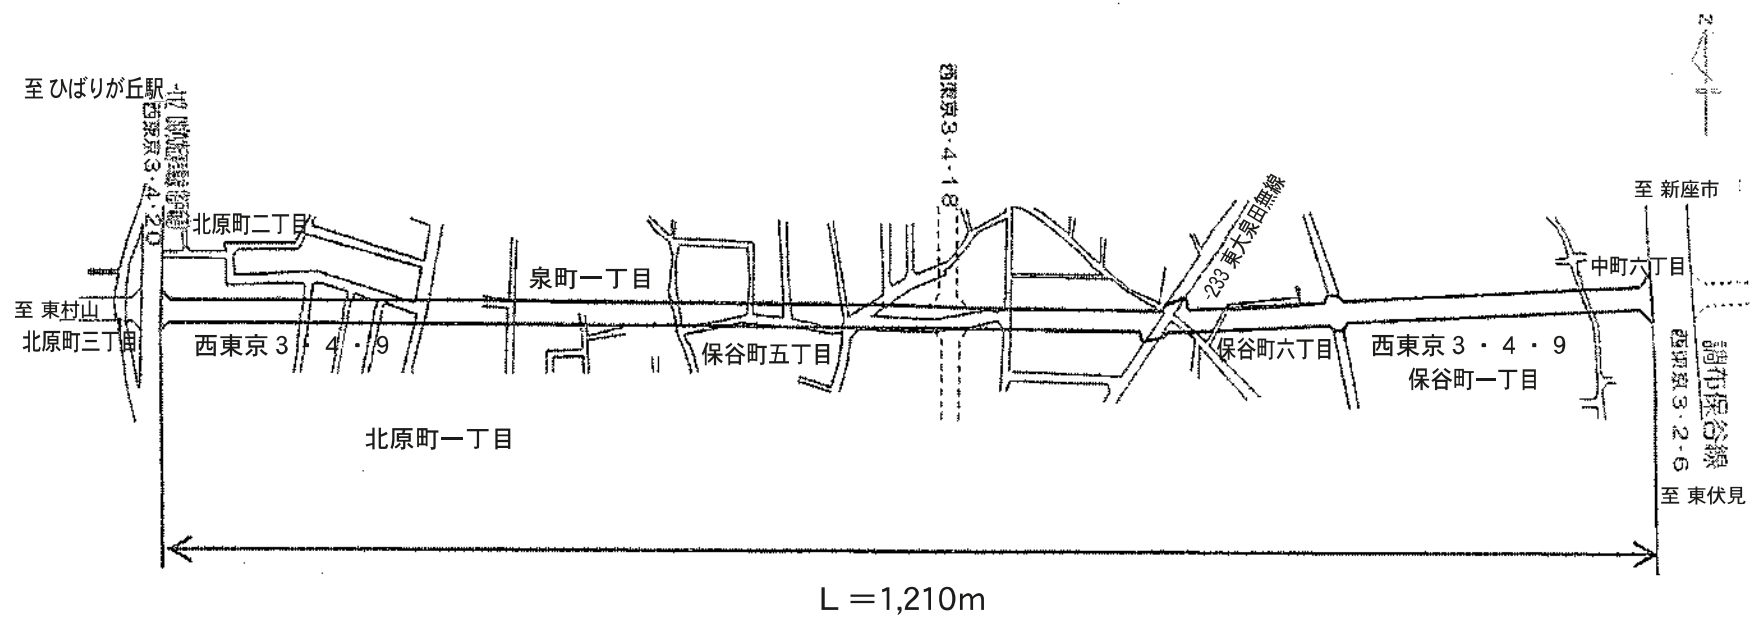 至 ひばりが丘駅
西東京3・4・20
北原町二丁目
至 東村山
北原町三丁目
西東京3・4・9
北原町一丁目
泉町一丁目
保谷町五丁目
西東京3・4・18
-233 東大泉田無線
保谷町六丁目
西東京3・4・9
保谷町一丁目
至 新座市
中町六丁目
西東京3・2・6
調布保谷線
至 東伏見
L=1,210m